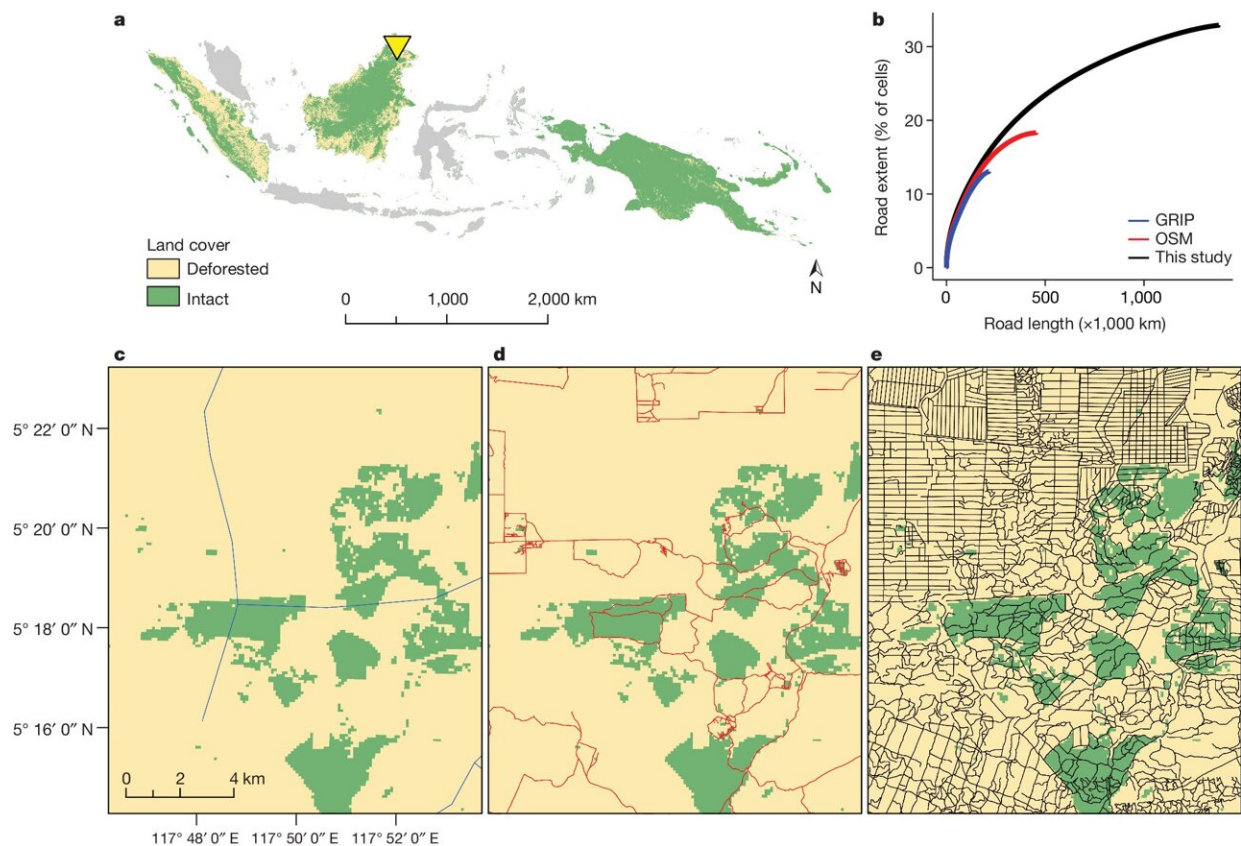 a
Land cover
Deforested
Intact
0 1,000 2,000 km
N
b
Road extent (% of cells)
30
20
10
0
GRIP
OSM
This study
0 500 1,000
Road length (×1,000 km)
c
5° 22′ 0″ N
5° 20′ 0″ N
5° 18′ 0″ N
5° 16′ 0″ N
0 2 4 km
117° 48′ 0″ E 117° 50′ 0″ E 117° 52′ 0″ E
d
e